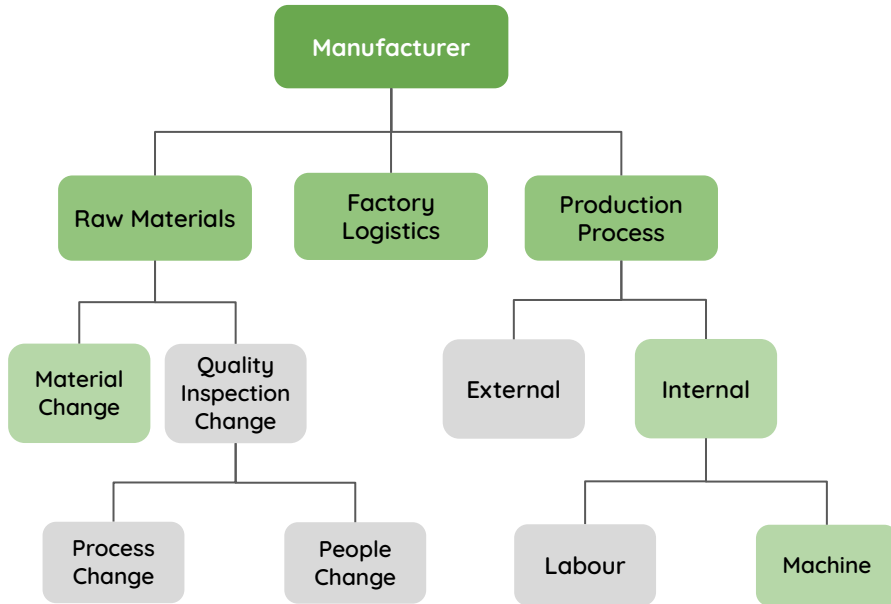 Manufacturer
Raw Materials
Factory
Logistics
Production
Process
Material
Change
Quality
Inspection
Change
External
Internal
Process
Change
People
Change
Labour
Machine